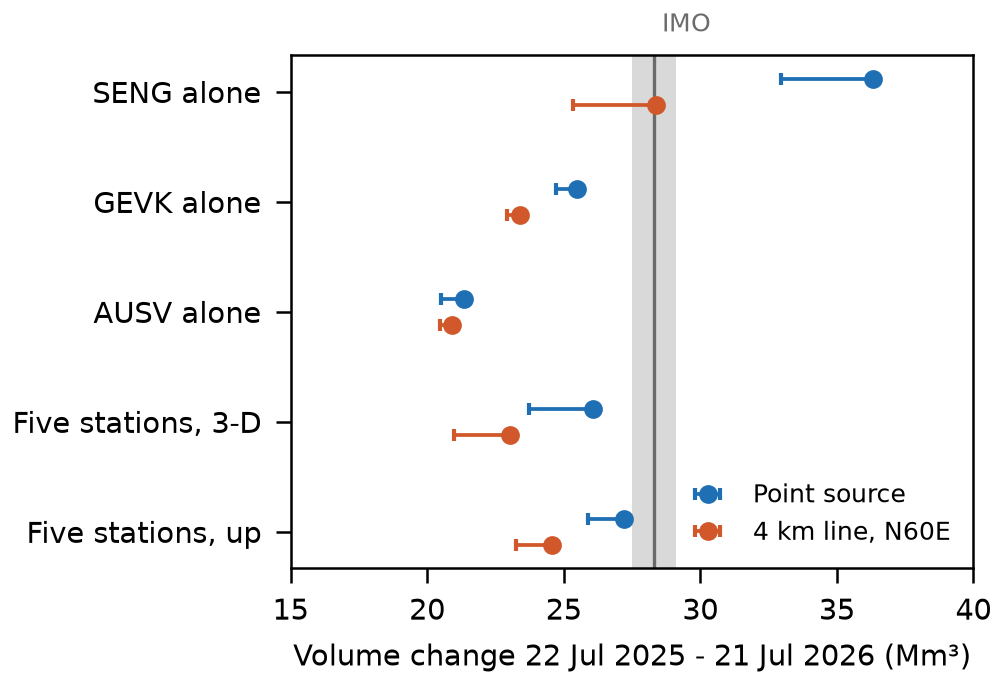 IMO
SENG alone
GEVK alone
AUSV alone
Five stations, 3-D
Five stations, up
Point source
4 km line, N60E
15 20 25 30 35 40
Volume change 22 Jul 2025 - 21 Jul 2026 (Mm³)